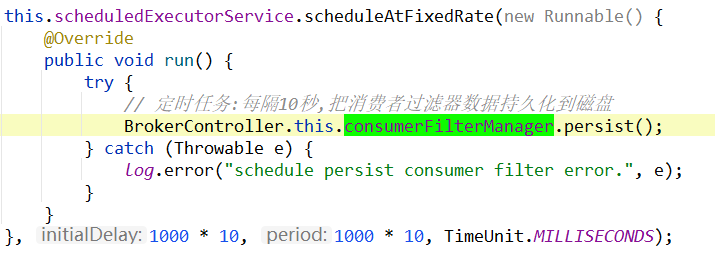 this.scheduledExecutorService.scheduleAtFixedRate(new Runnable() {
@Override
public void run() {
try {
// 定时任务:每隔10秒,把消费者过滤器数据持久化到磁盘
BrokerController.this.consumerFilterManager.persist();
} catch (Throwable e) {
log.error("schedule persist consumer filter error.", e);
}
}
}, initialDelay: 1000 * 10, period: 1000 * 10, TimeUnit.MILLISECONDS);